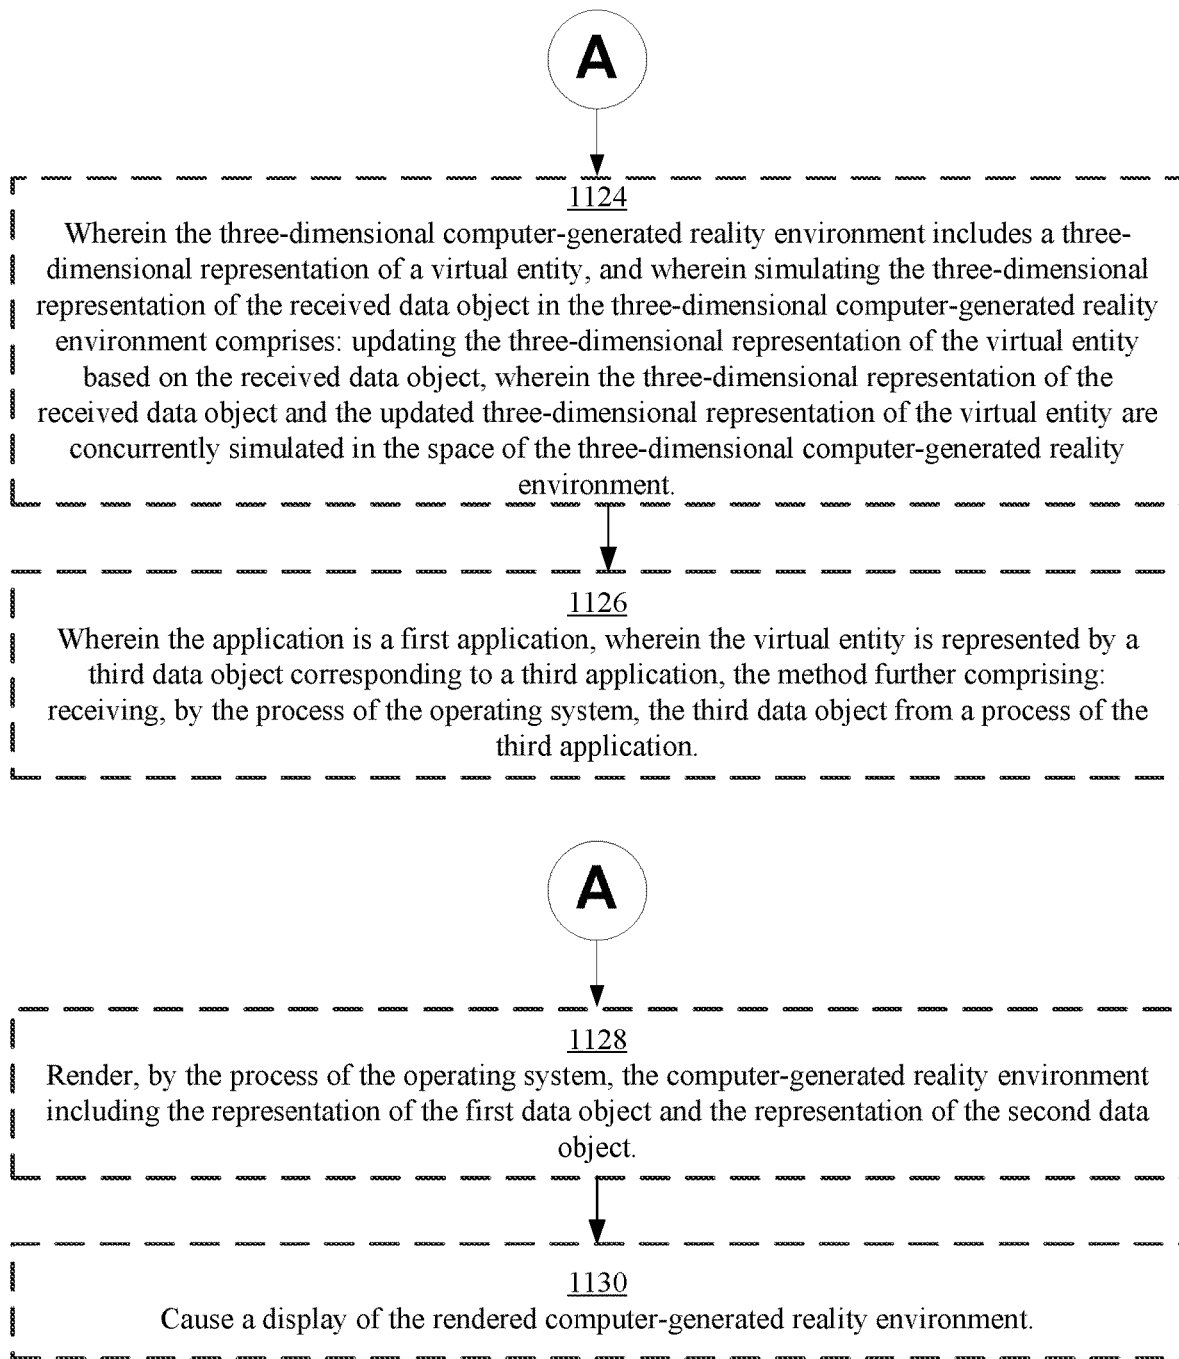 A
1124
Wherein the three-dimensional computer-generated reality environment includes a three-
dimensional representation of a virtual entity, and wherein simulating the three-dimensional
representation of the received data object in the three-dimensional computer-generated reality
environment comprises: updating the three-dimensional representation of the virtual entity
based on the received data object, wherein the three-dimensional representation of the
received data object and the updated three-dimensional representation of the virtual entity are
concurrently simulated in the space of the three-dimensional computer-generated reality
environment.
1126
Wherein the application is a first application, wherein the virtual entity is represented by a
third data object corresponding to a third application, the method further comprising:
receiving, by the process of the operating system, the third data object from a process of the
third application.
A
1128
Render, by the process of the operating system, the computer-generated reality environment
including the representation of the first data object and the representation of the second data
object.
1130
Cause a display of the rendered computer-generated reality environment.